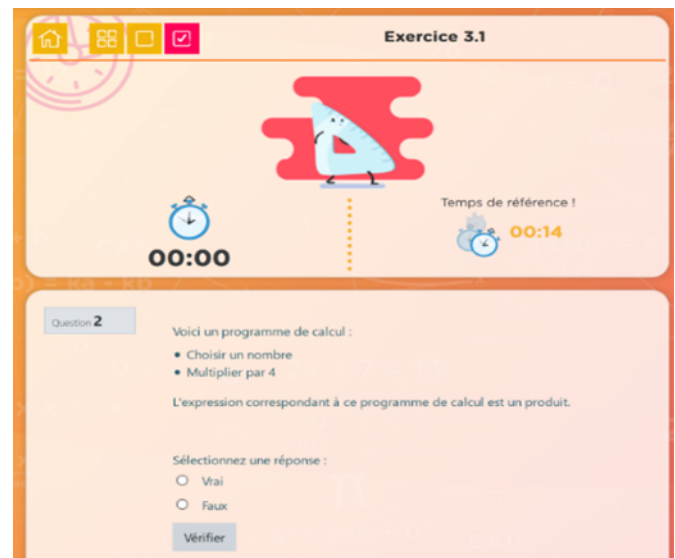 Exercice 3.1
Temps de référence !
00:14
00:00
Question 2
Voici un programme de calcul :
• Choisir un nombre
• Multiplier par 4
L'expression correspondant à ce programme de calcul est un produit.
Sélectionnez une réponse :
Vrai
Faux
Vérifier